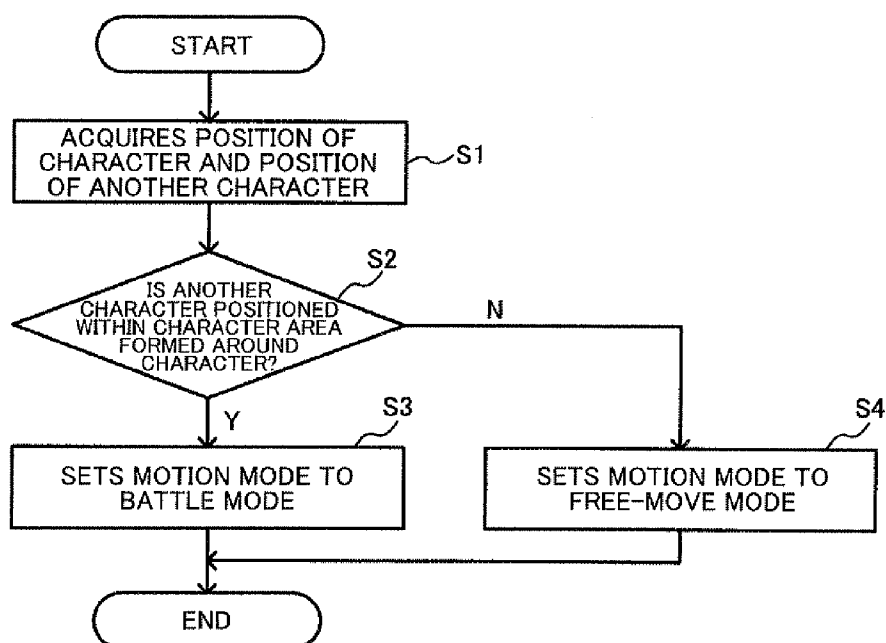 START
ACQUIRES POSITION OF
CHARACTER AND POSITION
OF ANOTHER CHARACTER
S1
S2
IS ANOTHER
CHARACTER POSITIONED
WITHIN CHARACTER AREA
FORMED AROUND
CHARACTER?
N
Y
S3
SETS MOTION MODE TO
BATTLE MODE
S4
SETS MOTION MODE TO
FREE-MOVE MODE
END